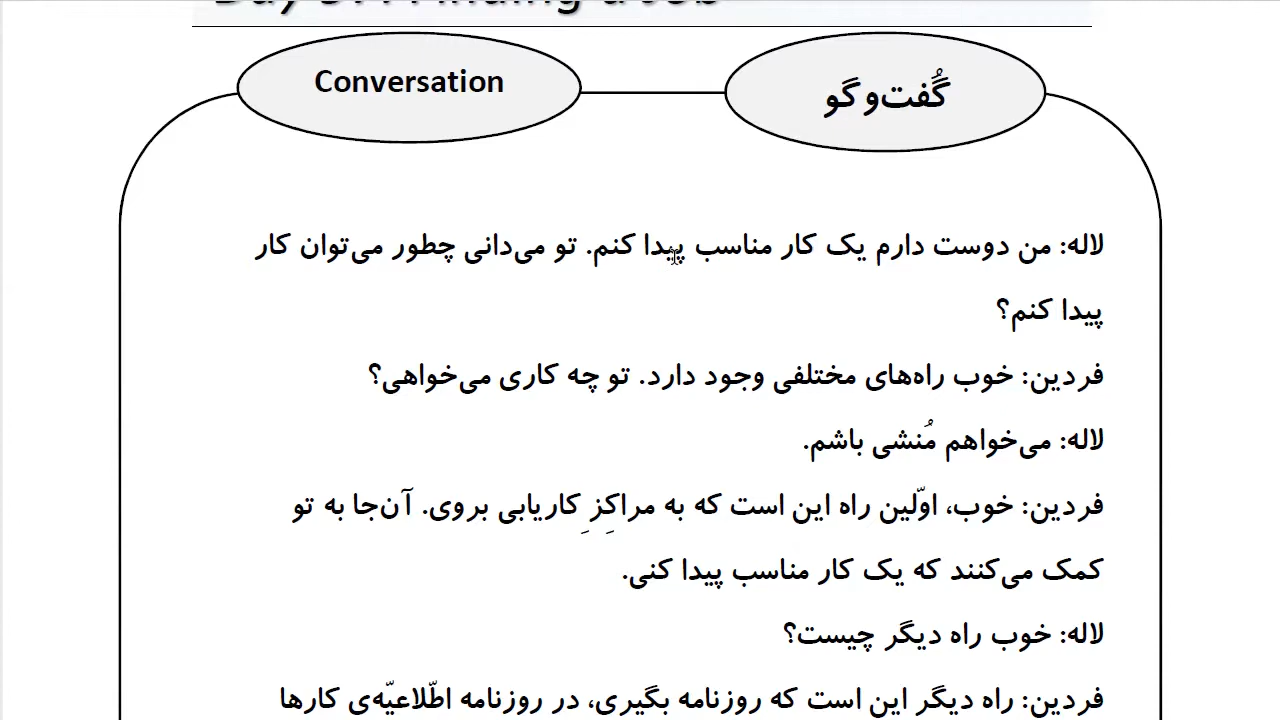 Finding a Job
Conversation
گُفت‌وگو
لاله: من دوست دارم یک کار مناسب پیدا کنم. تو می‌دانی چطور می‌توان کار
پیدا کنم؟
فردین: خوب راه‌های مختلفی وجود دارد. تو چه کاری می‌خواهی؟
لاله: می‌خواهم مُنشی باشم.
فردین: خوب، اوّلین راه این است که به مراکِزِ کاریابی بروی. آن‌جا به تو
کمک می‌کنند که یک کار مناسب پیدا کنی.
لاله: خوب راه دیگر چیست؟
فردین: راه دیگر این است که روزنامه بگیری، در روزنامه اطّلاعیّه‌ی کارها